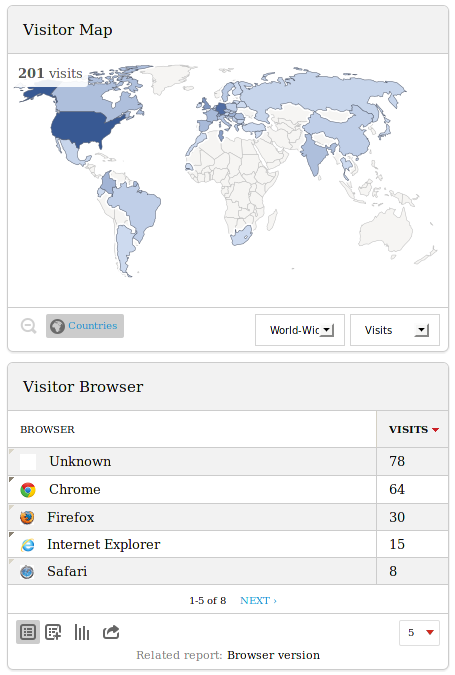 Visitor Map
201 visits
Countries
World-Wic
Visits
Visitor Browser
BROWSER VISITS
Unknown 78
Chrome 64
Firefox 30
Internet Explorer 15
Safari 8
1-5 of 8 NEXT ›
5
Related report: Browser version